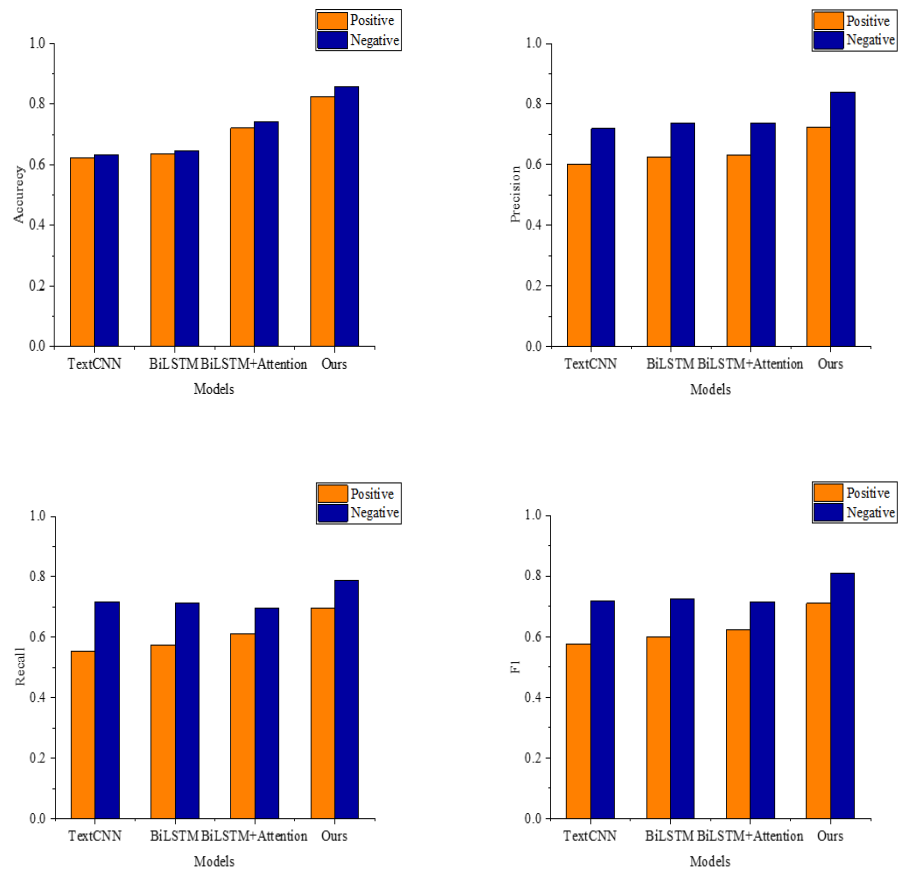 Positive
Negative
1.0
0.8
0.6
0.4
0.2
0.0
Accurecy
TextCNN BiLSTM BiLSTM+Attention Ours
Models
Positive
Negative
1.0
0.8
0.6
0.4
0.2
0.0
Precision
TextCNN BiLSTM BiLSTM+Attention Ours
Models
Positive
Negative
1.0
0.8
0.6
0.4
0.2
0.0
Recall
TextCNN BiLSTM BiLSTM+Attention Ours
Models
Positive
Negative
1.0
0.8
0.6
0.4
0.2
0.0
F1
TextCNN BiLSTM BiLSTM+Attention Ours
Models